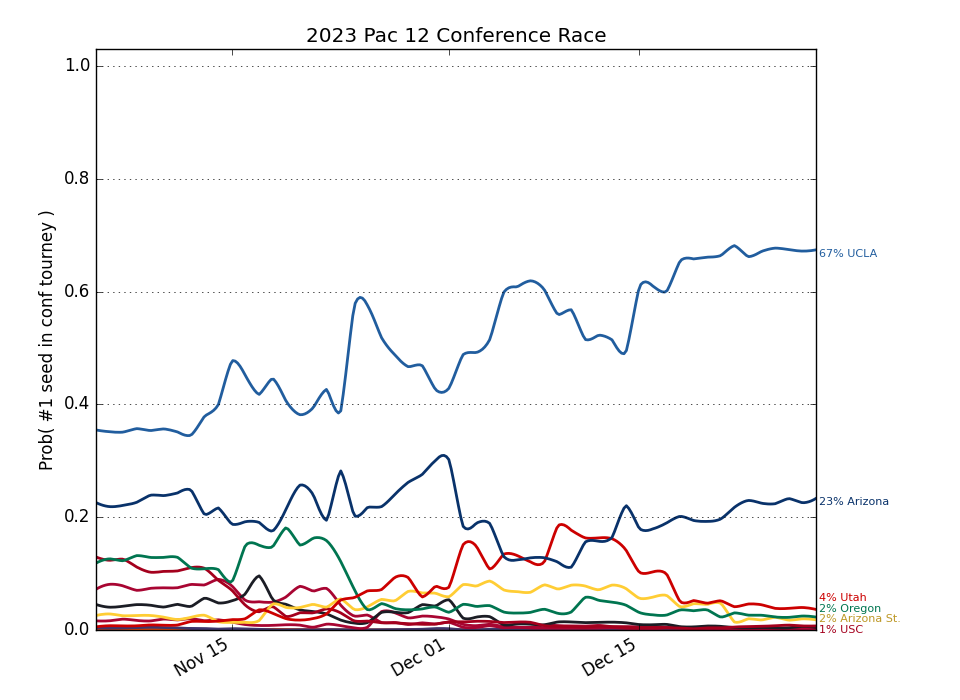 2023 Pac 12 Conference Race
Prob( #1 seed in conf tourney )
1.0
0.8
0.6
0.4
0.2
0.0
Nov 15
Dec 01
Dec 15
67% UCLA
23% Arizona
4% Utah
2% Oregon
2% Arizona St.
1% USC